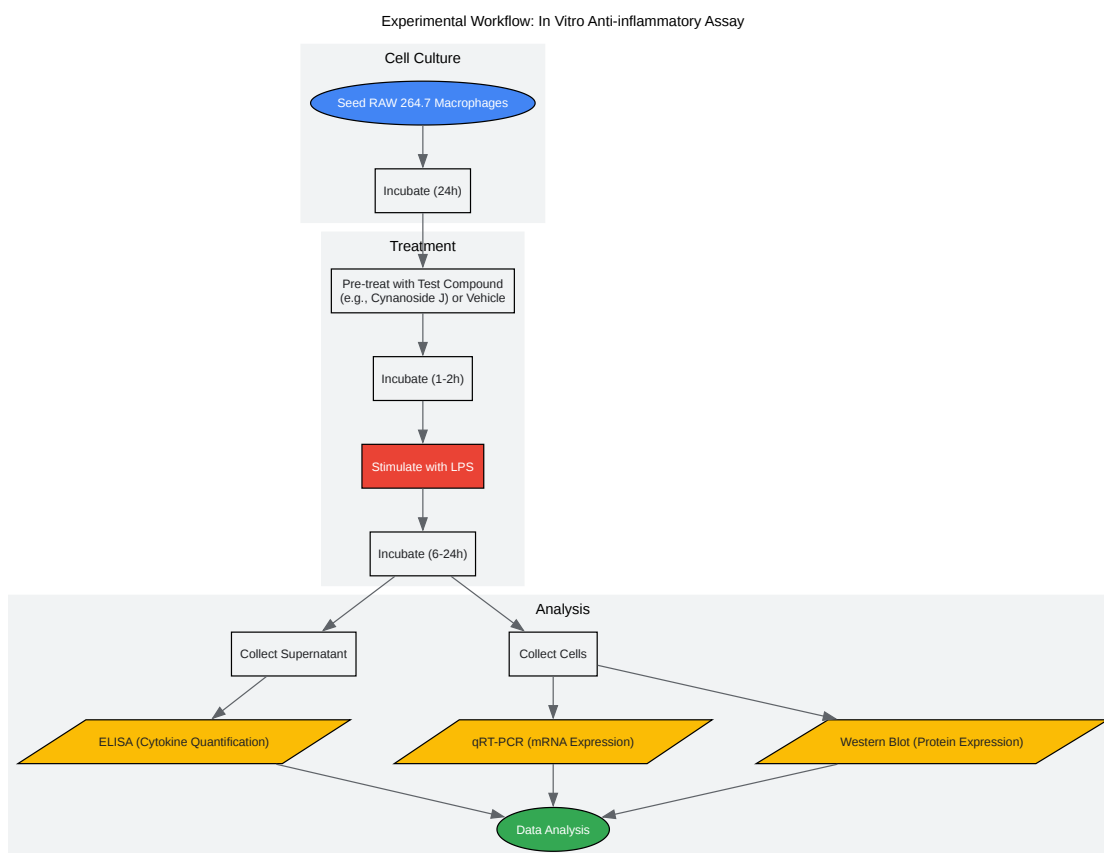 Experimental Workflow: In Vitro Anti-inflammatory Assay
Cell Culture
Seed RAW 264.7 Macrophages
Incubate (24h)
Treatment
Pre-treat with Test Compound
(e.g., Cynanoside J) or Vehicle
Incubate (1-2h)
Stimulate with LPS
Incubate (6-24h)
Analysis
Collect Supernatant
Collect Cells
ELISA (Cytokine Quantification)
qRT-PCR (mRNA Expression)
Western Blot (Protein Expression)
Data Analysis